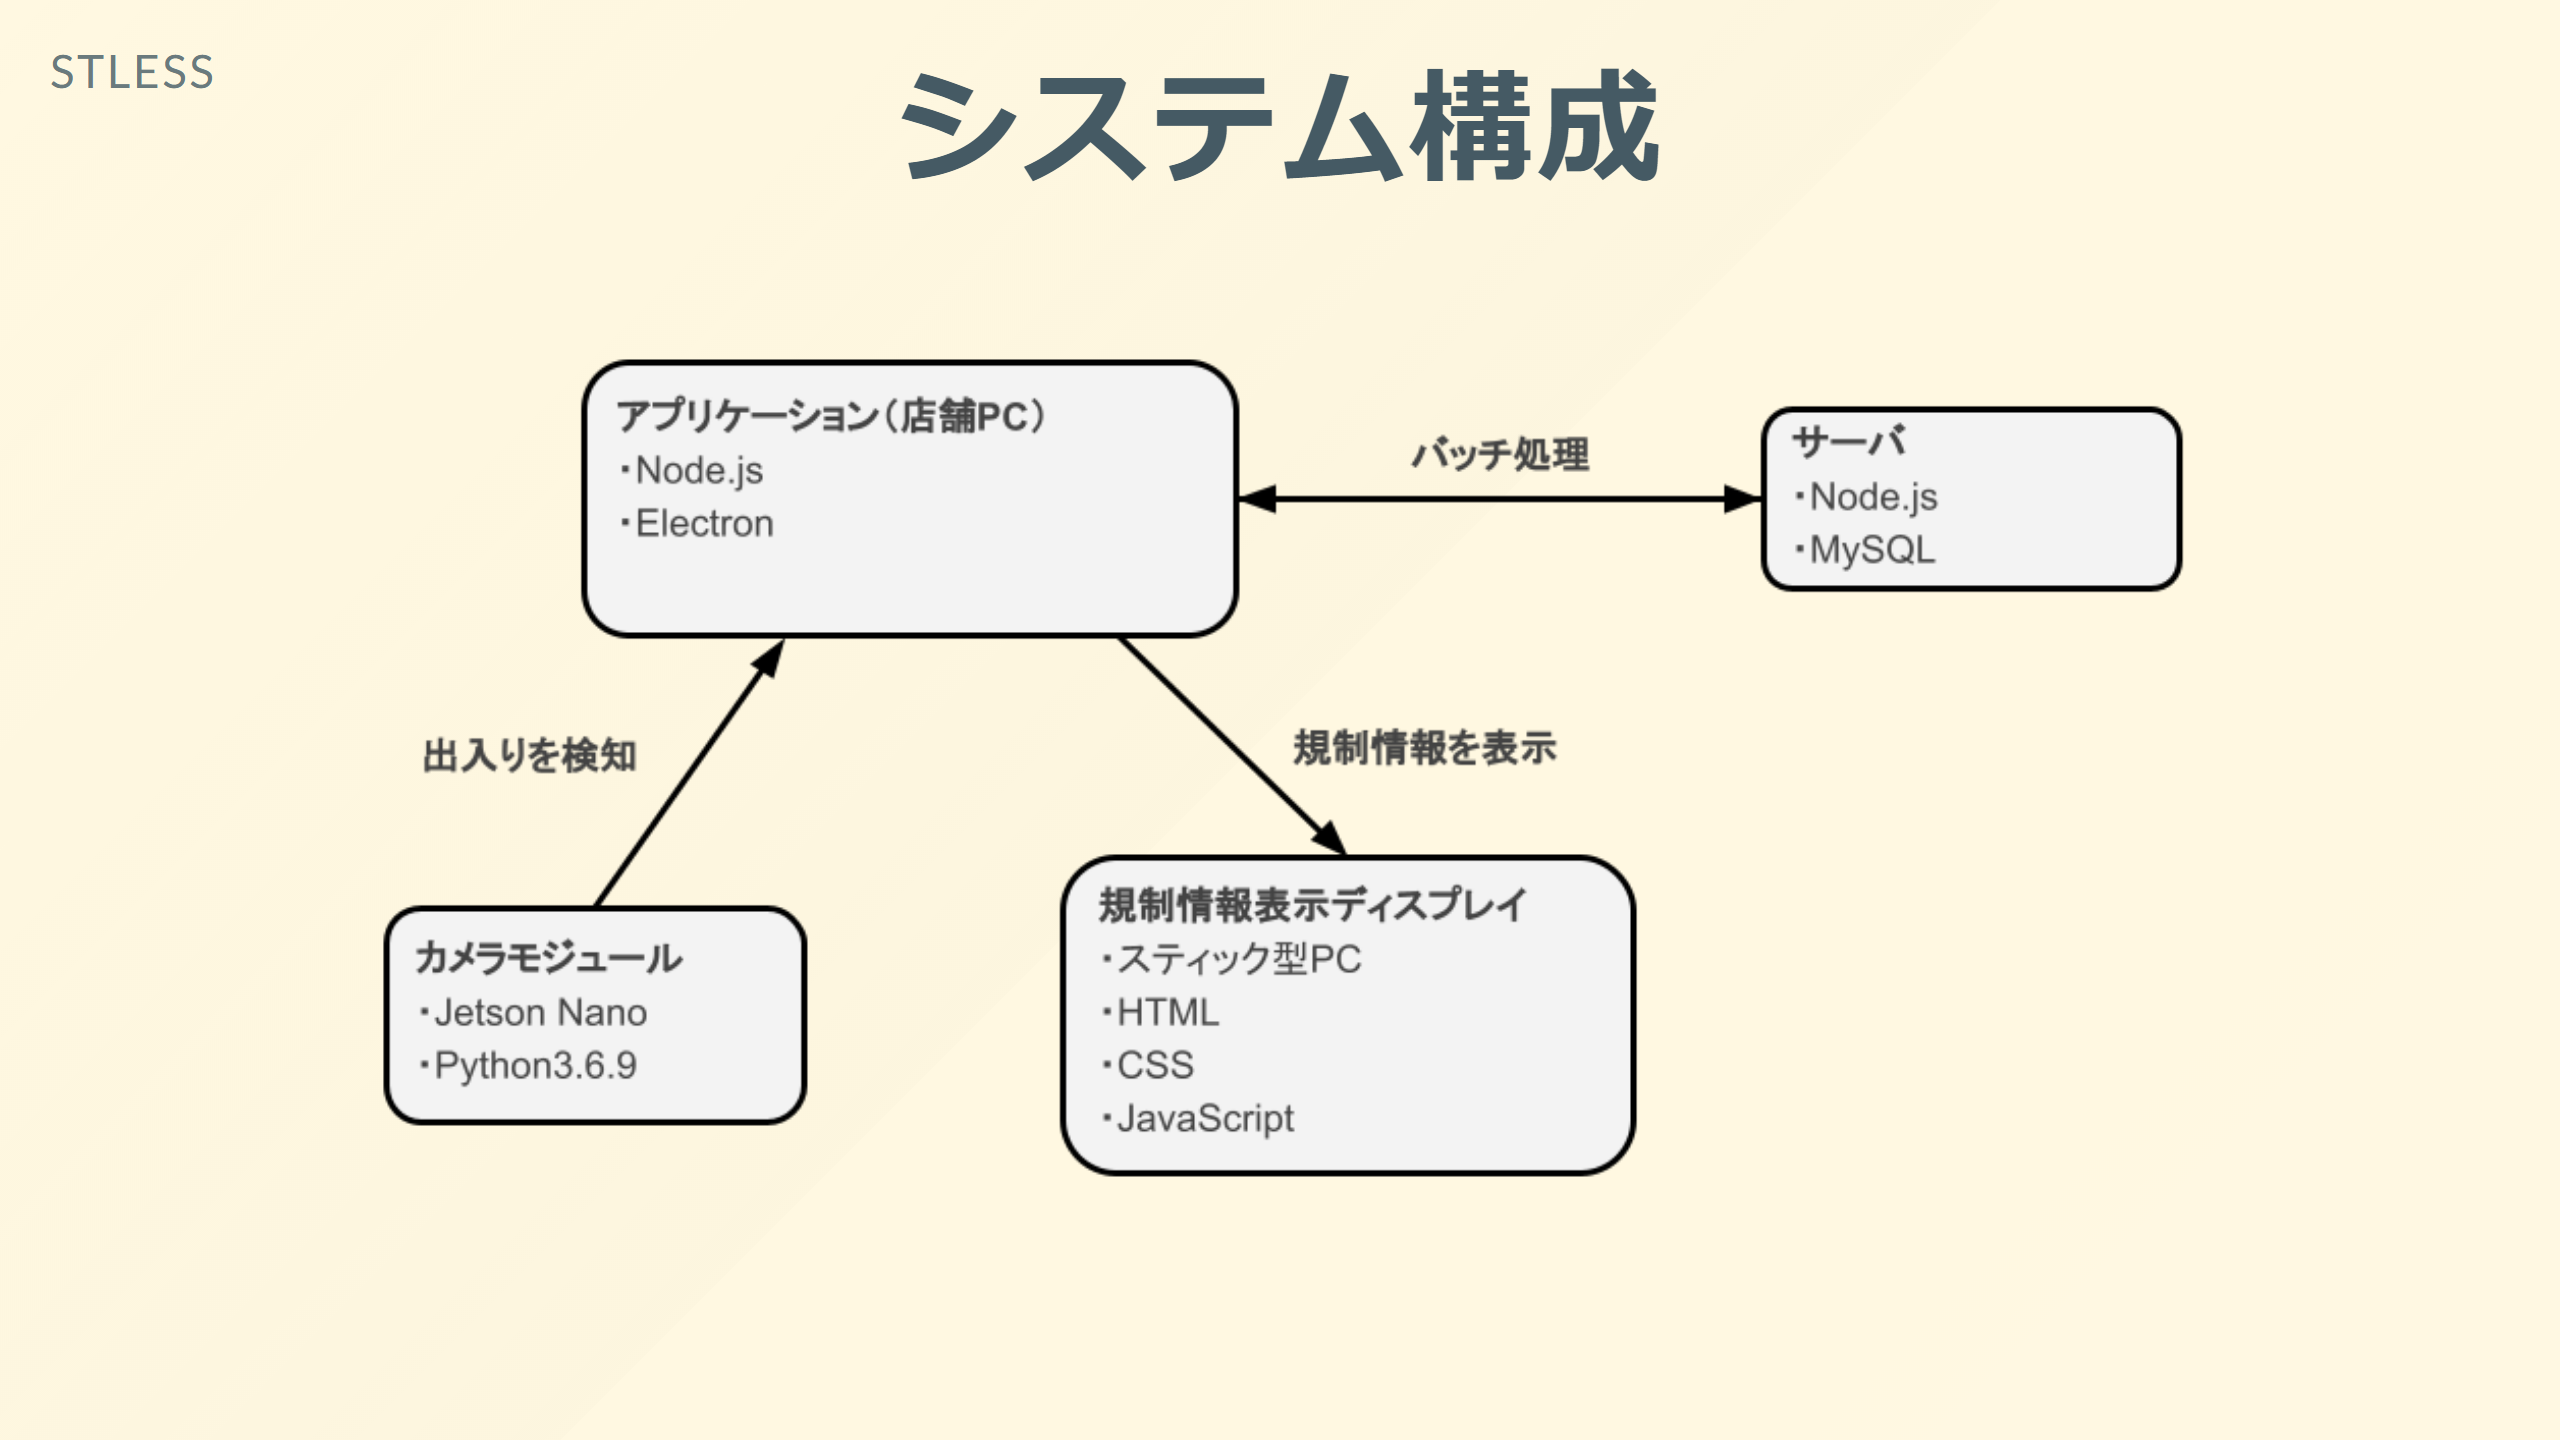 STLESS
システム構成
アプリケーション（店舗PC）
・Node.js
・Electron
バッチ処理
サーバ
・Node.js
・MySQL
出入りを検知
規制情報を表示
カメラモジュール
・Jetson Nano
・Python3.6.9
規制情報表示ディスプレイ
・スティック型PC
・HTML
・CSS
・JavaScript